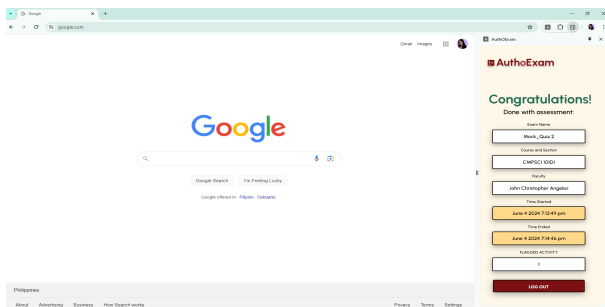 Google
google.com
AuthOExam
Gmail Images
AuthoExam
Congratulations!
Done with assessment:
Exam Name
Mock_Quiz 2
Course and Section
CMPSCI 101D1
Faculty
John Christopher Angeles
Time Started
June 4 2024 7:13:49 pm
Time Ended
June 4 2024 7:14:46 pm
FLAGGED ACTIVITY
1
LOG OUT
Google
Google Search I'm Feeling Lucky
Google offered in: Filipino Cebuano
Philippines
About Advertising Business How Search works Privacy Terms Settings